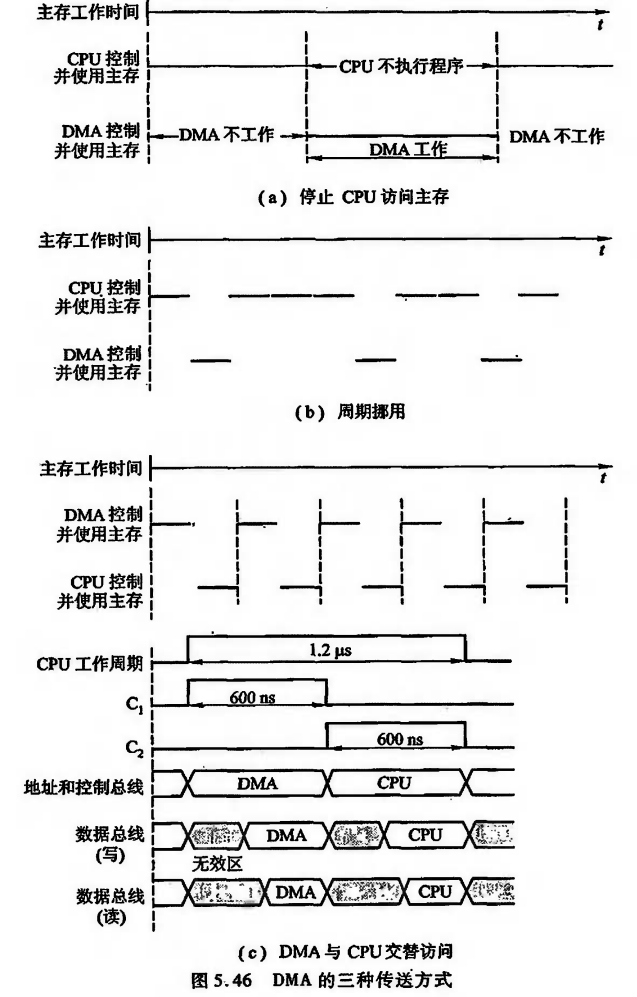 主存工作时间
t
CPU 控制
并使用主存
CPU 不执行程序
DMA 控制
并使用主存
DMA 不工作
DMA 工作
DMA 不工作
(a) 停止 CPU 访问主存
主存工作时间
t
CPU 控制
并使用主存
DMA 控制
并使用主存
(b) 周期挪用
主存工作时间
t
DMA 控制
并使用主存
CPU 控制
并使用主存
CPU 工作周期
1.2 μs
C1
600 ns
C2
600 ns
地址和控制总线
DMA
CPU
数据总线
(写)
DMA
CPU
无效区
数据总线
(读)
DMA
CPU
(c) DMA 与 CPU 交替访问
图 5.46 DMA 的三种传送方式